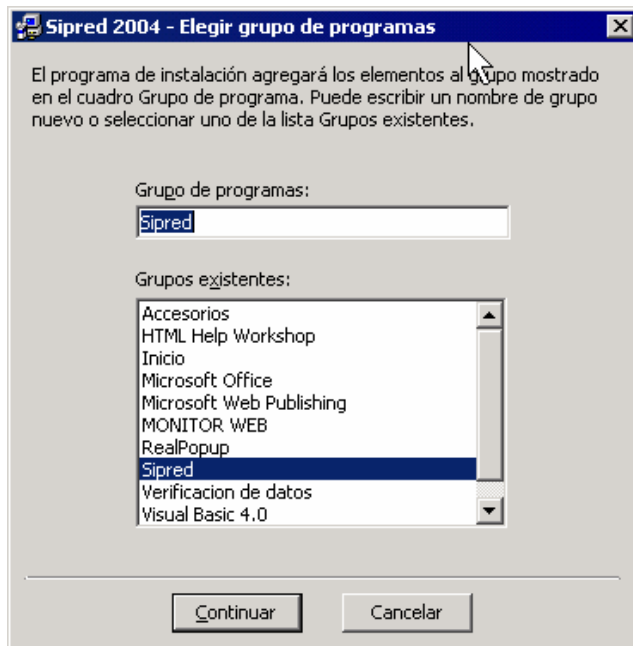 Sipred 2004 - Elegir grupo de programas
El programa de instalación agregará los elementos al grupo mostrado
en el cuadro Grupo de programa. Puede escribir un nombre de grupo
nuevo o seleccionar uno de la lista Grupos existentes.
Grupo de programas:
Sipred
Grupos existentes:
Accesorios
HTML Help Workshop
Inicio
Microsoft Office
Microsoft Web Publishing
MONITOR WEB
RealPopup
Sipred
Verificacion de datos
Visual Basic 4.0
Continuar
Cancelar